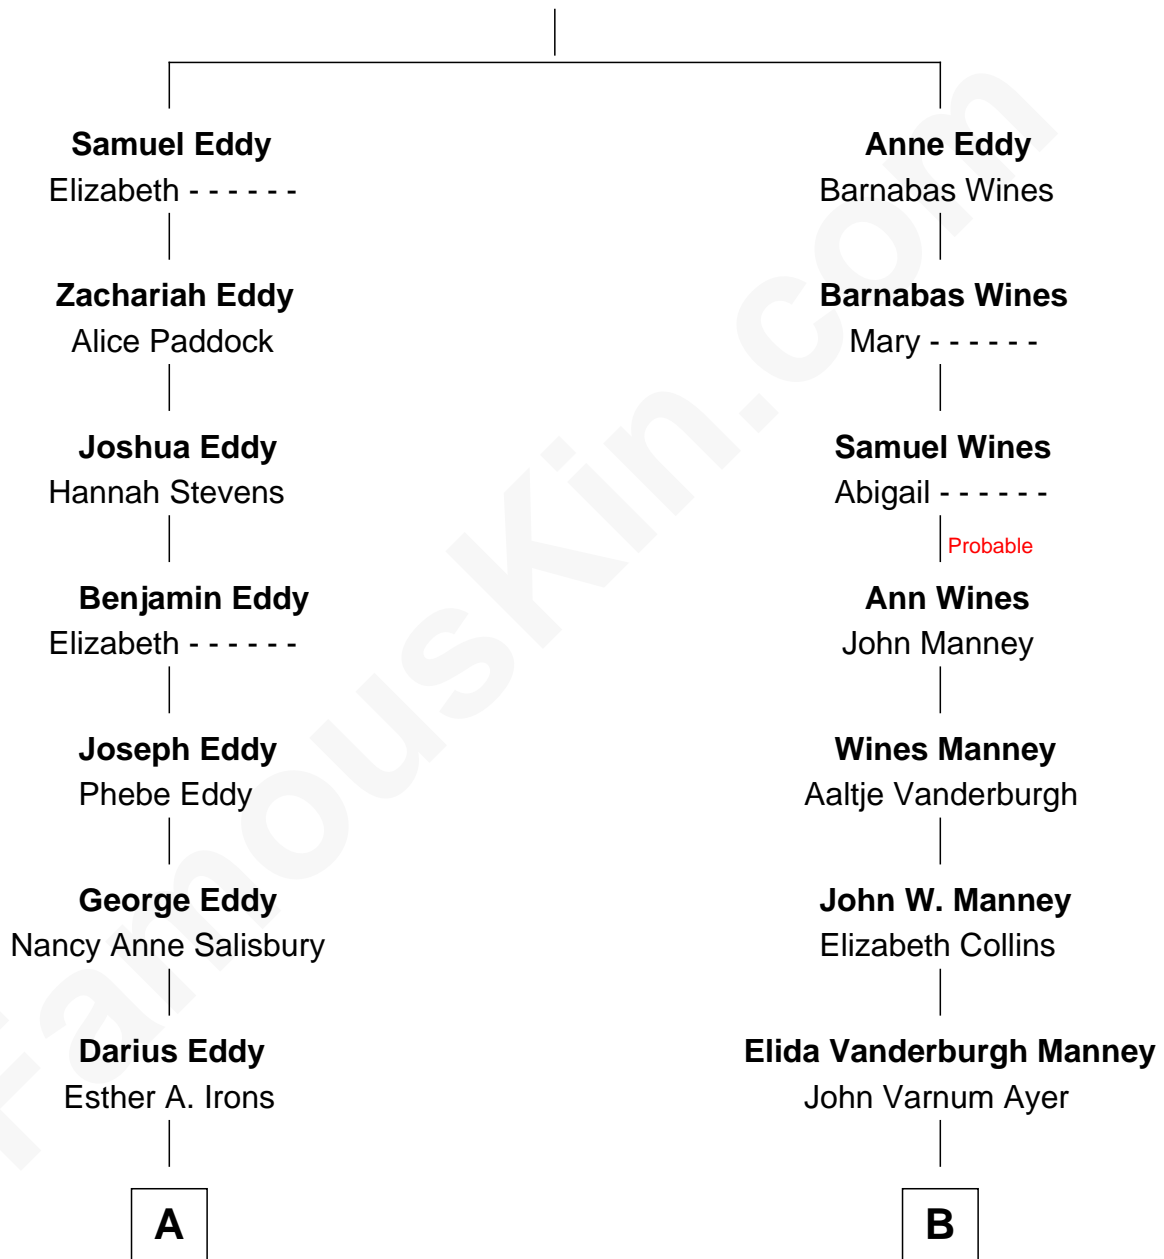 Samuel Eddy
Elizabeth - - - - - -
Anne Eddy
Barnabas Wines
Zachariah Eddy
Alice Paddock
Barnabas Wines
Mary - - - - - -
Joshua Eddy
Hannah Stevens
Samuel Wines
Abigail - - - - - -
Probable
Benjamin Eddy
Elizabeth - - - - - -
Ann Wines
John Manney
Joseph Eddy
Phebe Eddy
Wines Manney
Aaltje Vanderburgh
George Eddy
Nancy Anne Salisbury
John W. Manney
Elizabeth Collins
Darius Eddy
Esther A. Irons
Elida Vanderburgh Manney
John Varnum Ayer
A
B
FamousKin.com